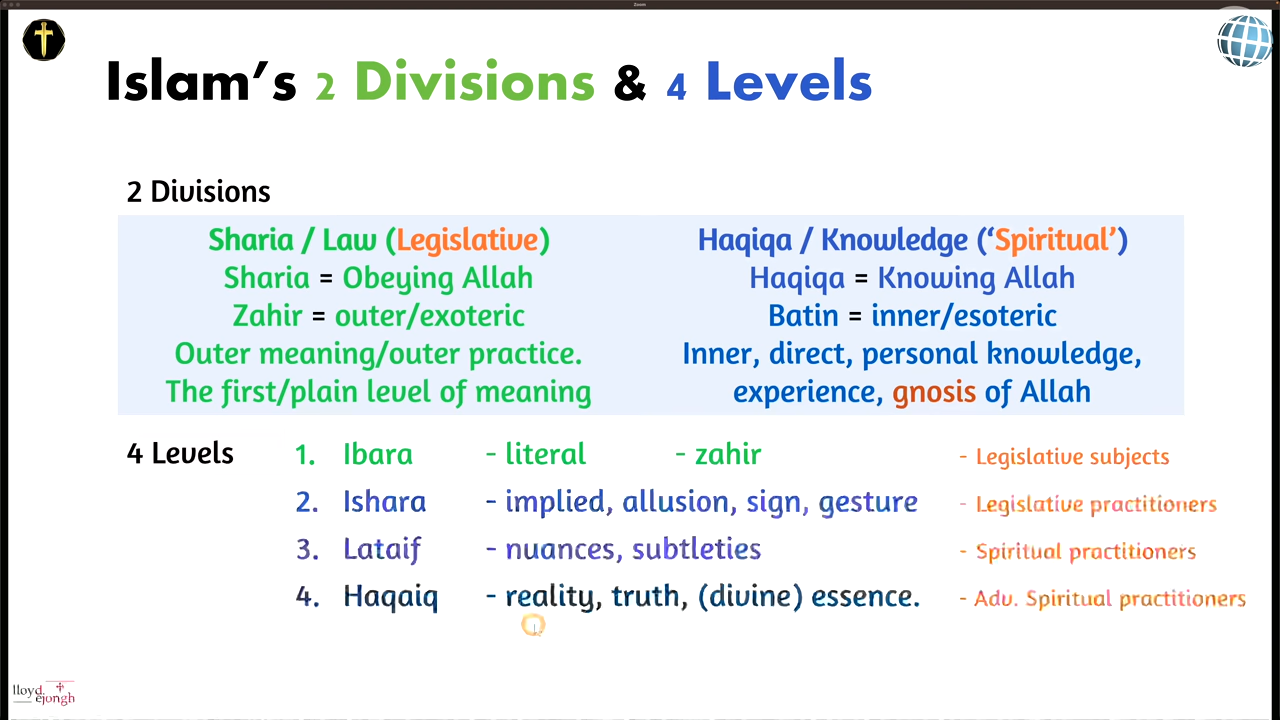 Zoom
Islam's 2 Divisions & 4 Levels
2 Divisions
Sharia / Law (Legislative)
Sharia = Obeying Allah
Zahir = outer/exoteric
Outer meaning/outer practice.
The first/plain level of meaning
Haqiqa / Knowledge (‘Spiritual’)
Haqiqa = Knowing Allah
Batin = inner/esoteric
Inner, direct, personal knowledge,
experience, gnosis of Allah
4 Levels
1. Ibara - literal - zahir - Legislative subjects
2. Ishara - implied, allusion, sign, gesture - Legislative practitioners
3. Lataif - nuances, subtleties - Spiritual practitioners
4. Haqaiq - reality, truth, (divine) essence. - Adv. Spiritual practitioners
lloyd.
ejongh